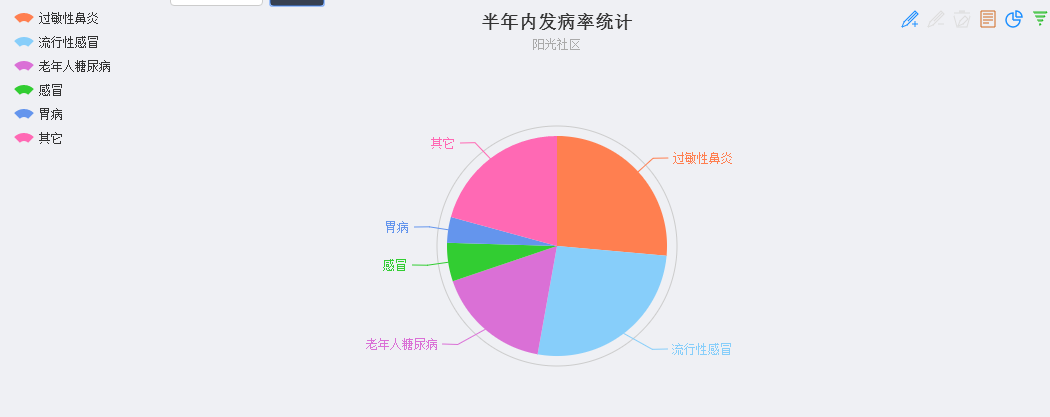 过敏性鼻炎
流行性感冒
老年人糖尿病
感冒
胃病
其它
半年内发病率统计
阳光社区
其它
过敏性鼻炎
胃病
感冒
老年人糖尿病
流行性感冒